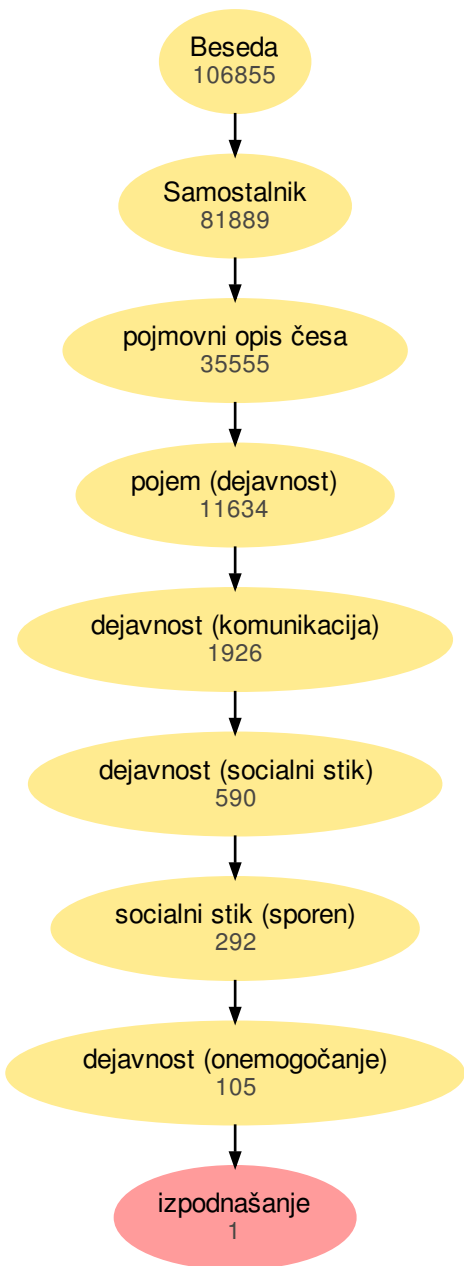 Beseda
106855
Samostalnik
81889
pojmovni opis česa
35555
pojem (dejavnost)
11634
dejavnost (komunikacija)
1926
dejavnost (socialni stik)
590
socialni stik (sporen)
292
dejavnost (onemogočanje)
105
izpodnašanje
1